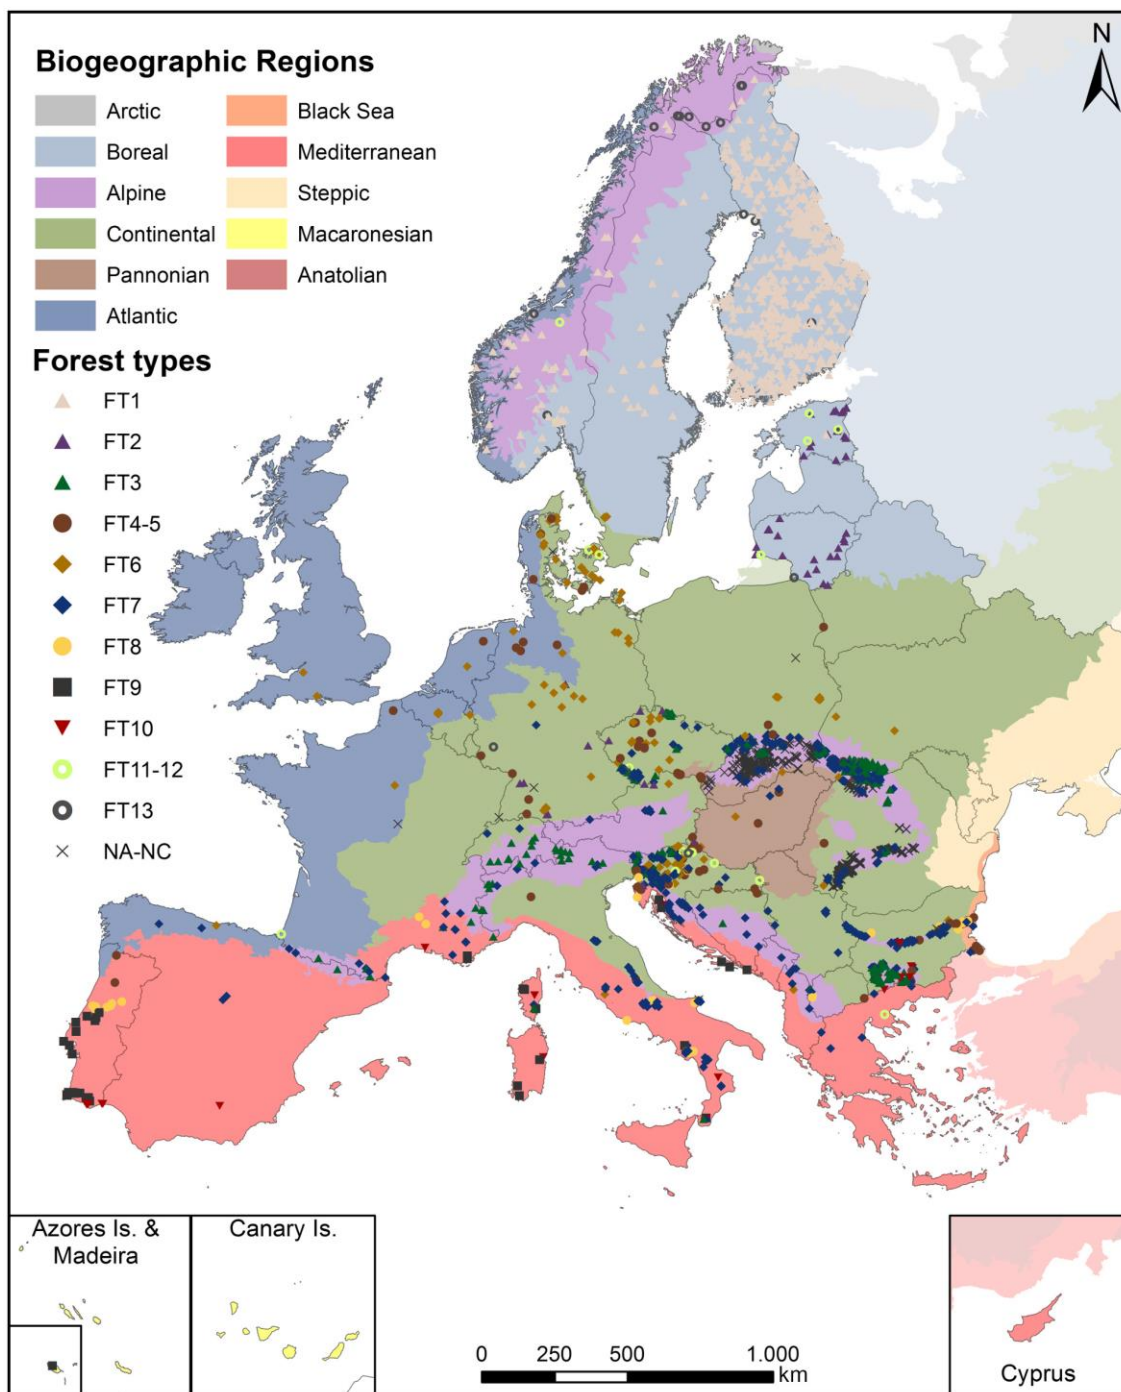 Biogeographic Regions
Arctic
Boreal
Alpine
Continental
Pannonian
Atlantic
Black Sea
Mediterranean
Steppic
Macaronesian
Anatolian
Forest types
FT1
FT2
FT3
FT4-5
FT6
FT7
FT8
FT9
FT10
FT11-12
FT13
NA-NC
N
Azores Is. &
Madeira
Canary Is.
0 250 500 1.000
km
Cyprus